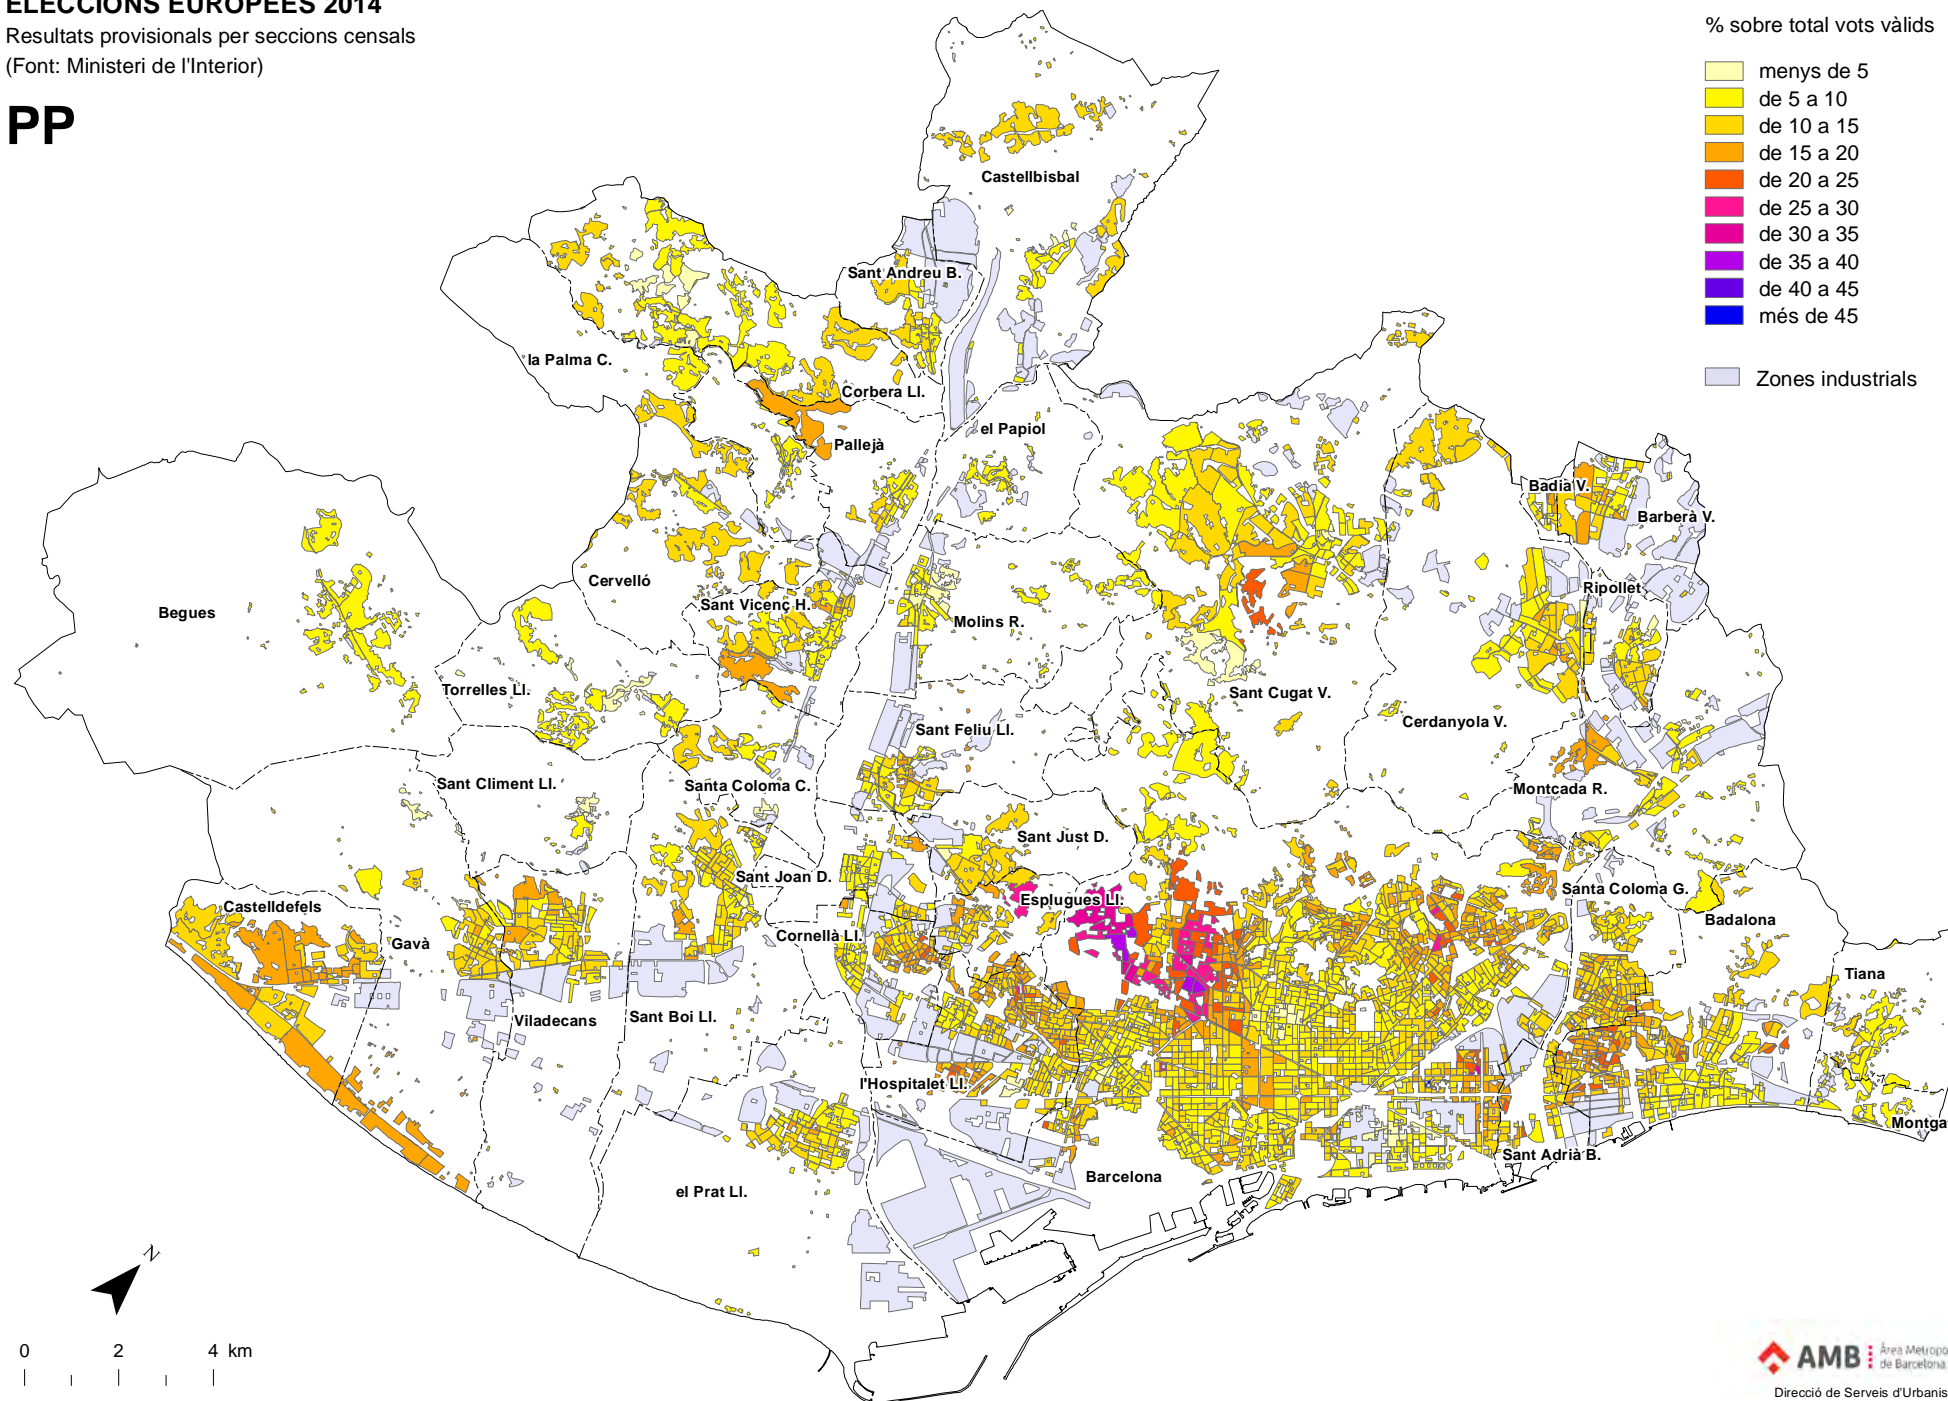 ELECCIONS EUROPEES 2014
Resultats provisionals per seccions censals
(Font: Ministeri de l'Interior)
PP
% sobre total vots vàlids
menys de 5
de 5 a 10
de 10 a 15
de 15 a 20
de 20 a 25
de 25 a 30
de 30 a 35
de 35 a 40
de 40 a 45
més de 45
Zones industrials
Castellbisbal
Sant Andreu B.
la Palma C.
Corbera Ll.
el Papiol
Pallejà
Badia V.
Barberà V.
Cervelló
Ripollet
Begues
Sant Vicenç H.
Molins R.
Torrelles Ll.
Sant Cugat V.
Cerdanyola V.
Sant Feliu Ll.
Sant Climent Ll.
Santa Coloma C.
Montcada R.
Sant Just D.
Sant Joan D.
Esplugues Ll.
Santa Coloma G.
Castelldefels
Badalona
Gavà
Cornellà Ll.
Tiana
Viladecans
Sant Boi Ll.
l'Hospitalet Ll.
Montga
Sant Adrià B.
Barcelona
el Prat Ll.
N
0 2 4 km
AMB
Àrea Metropo
de Barcelona
Direcció de Serveis d'Urbanis